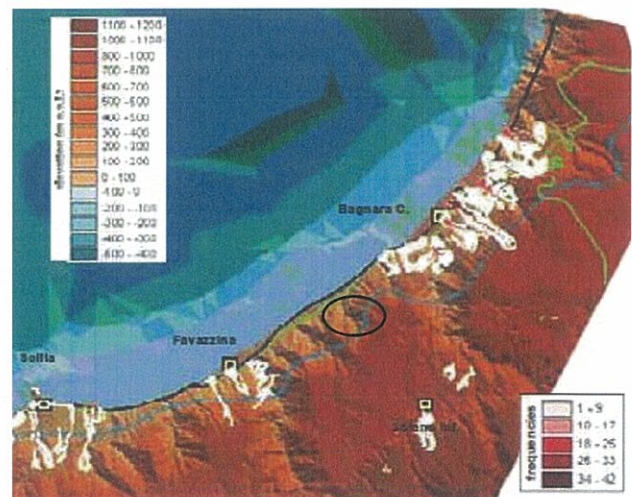 elevation (m a.s.l.)
1100 - 1200
1000 - 1100
800 - 1000
700 - 800
600 - 700
500 - 600
400 - 500
300 - 400
200 - 300
100 - 200
0 - 100
-100 - 0
-200 - -100
-300 - -200
-400 - -300
-500 - -400
Bagnara C.
Favazzina
Scilla
frequencies
1 - 9
10 - 17
18 - 25
26 - 33
34 - 42